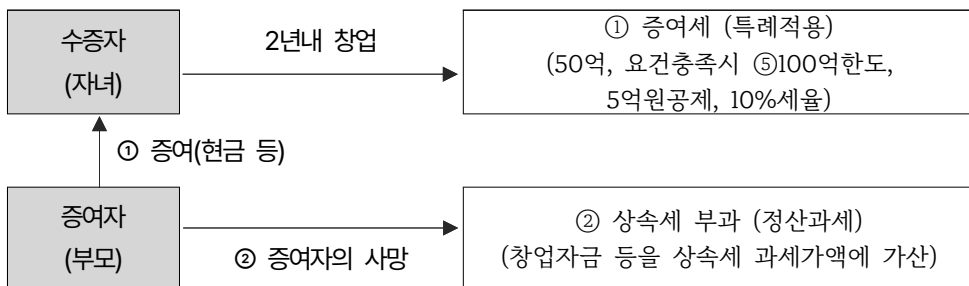 수증자
(자녀)
2년내 창업
① 증여세 (특례적용)
(50억, 요건충족시 ⑤100억한도,
5억원공제, 10%세율)
① 증여(현금 등)
증여자
(부모)
② 증여자의 사망
② 상속세 부과 (정산과세)
(창업자금 등을 상속세 과세가액에 가산)